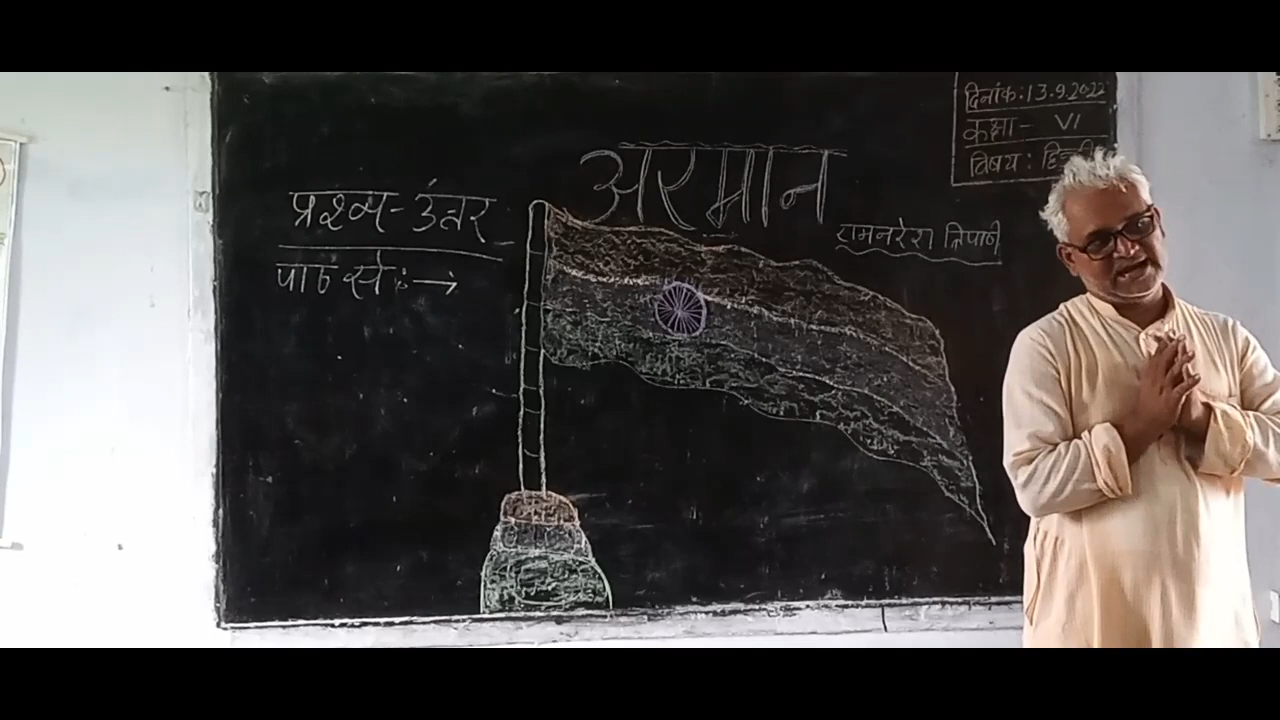 दिनांक: 13.9.2022
कक्षा - VI
विषय: हिन्दी
अरमान
रामनरेश त्रिपाठी
प्रश्न-उत्तर
पाठ से :→